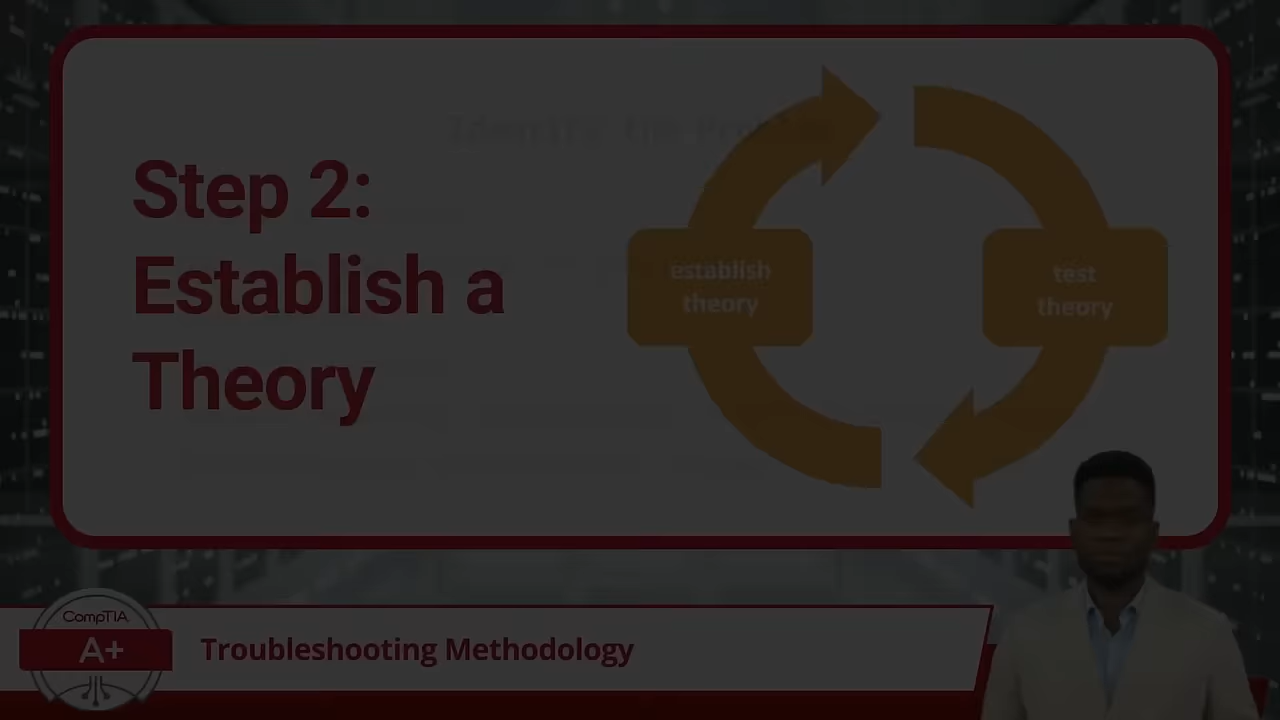 Step 2:
Establish a
Theory
establish
theory
test
theory
CompTIA
A+
Troubleshooting Methodology